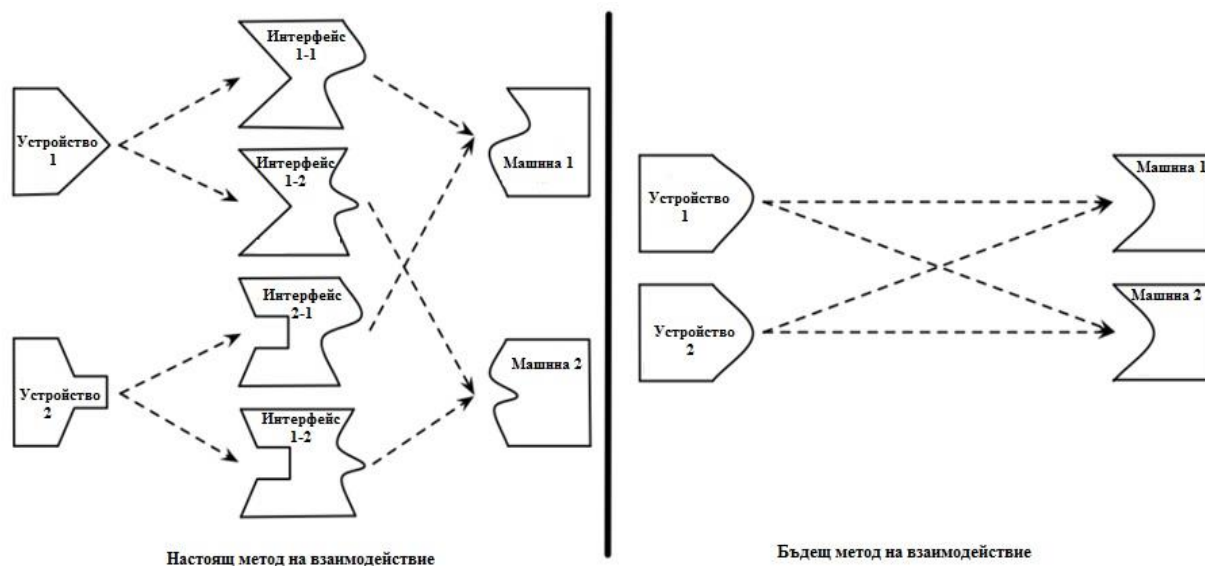 Интерфейс
1-1
Устройство
1
Интерфейс
1-2
Машина 1
Интерфейс
2-1
Устройство
2
Машина 2
Интерфейс
1-2
Настоящ метод на взаимодействие
Устройство
1
Машина 1
Устройство
2
Машина 2
Бъдещ метод на взаимодействие